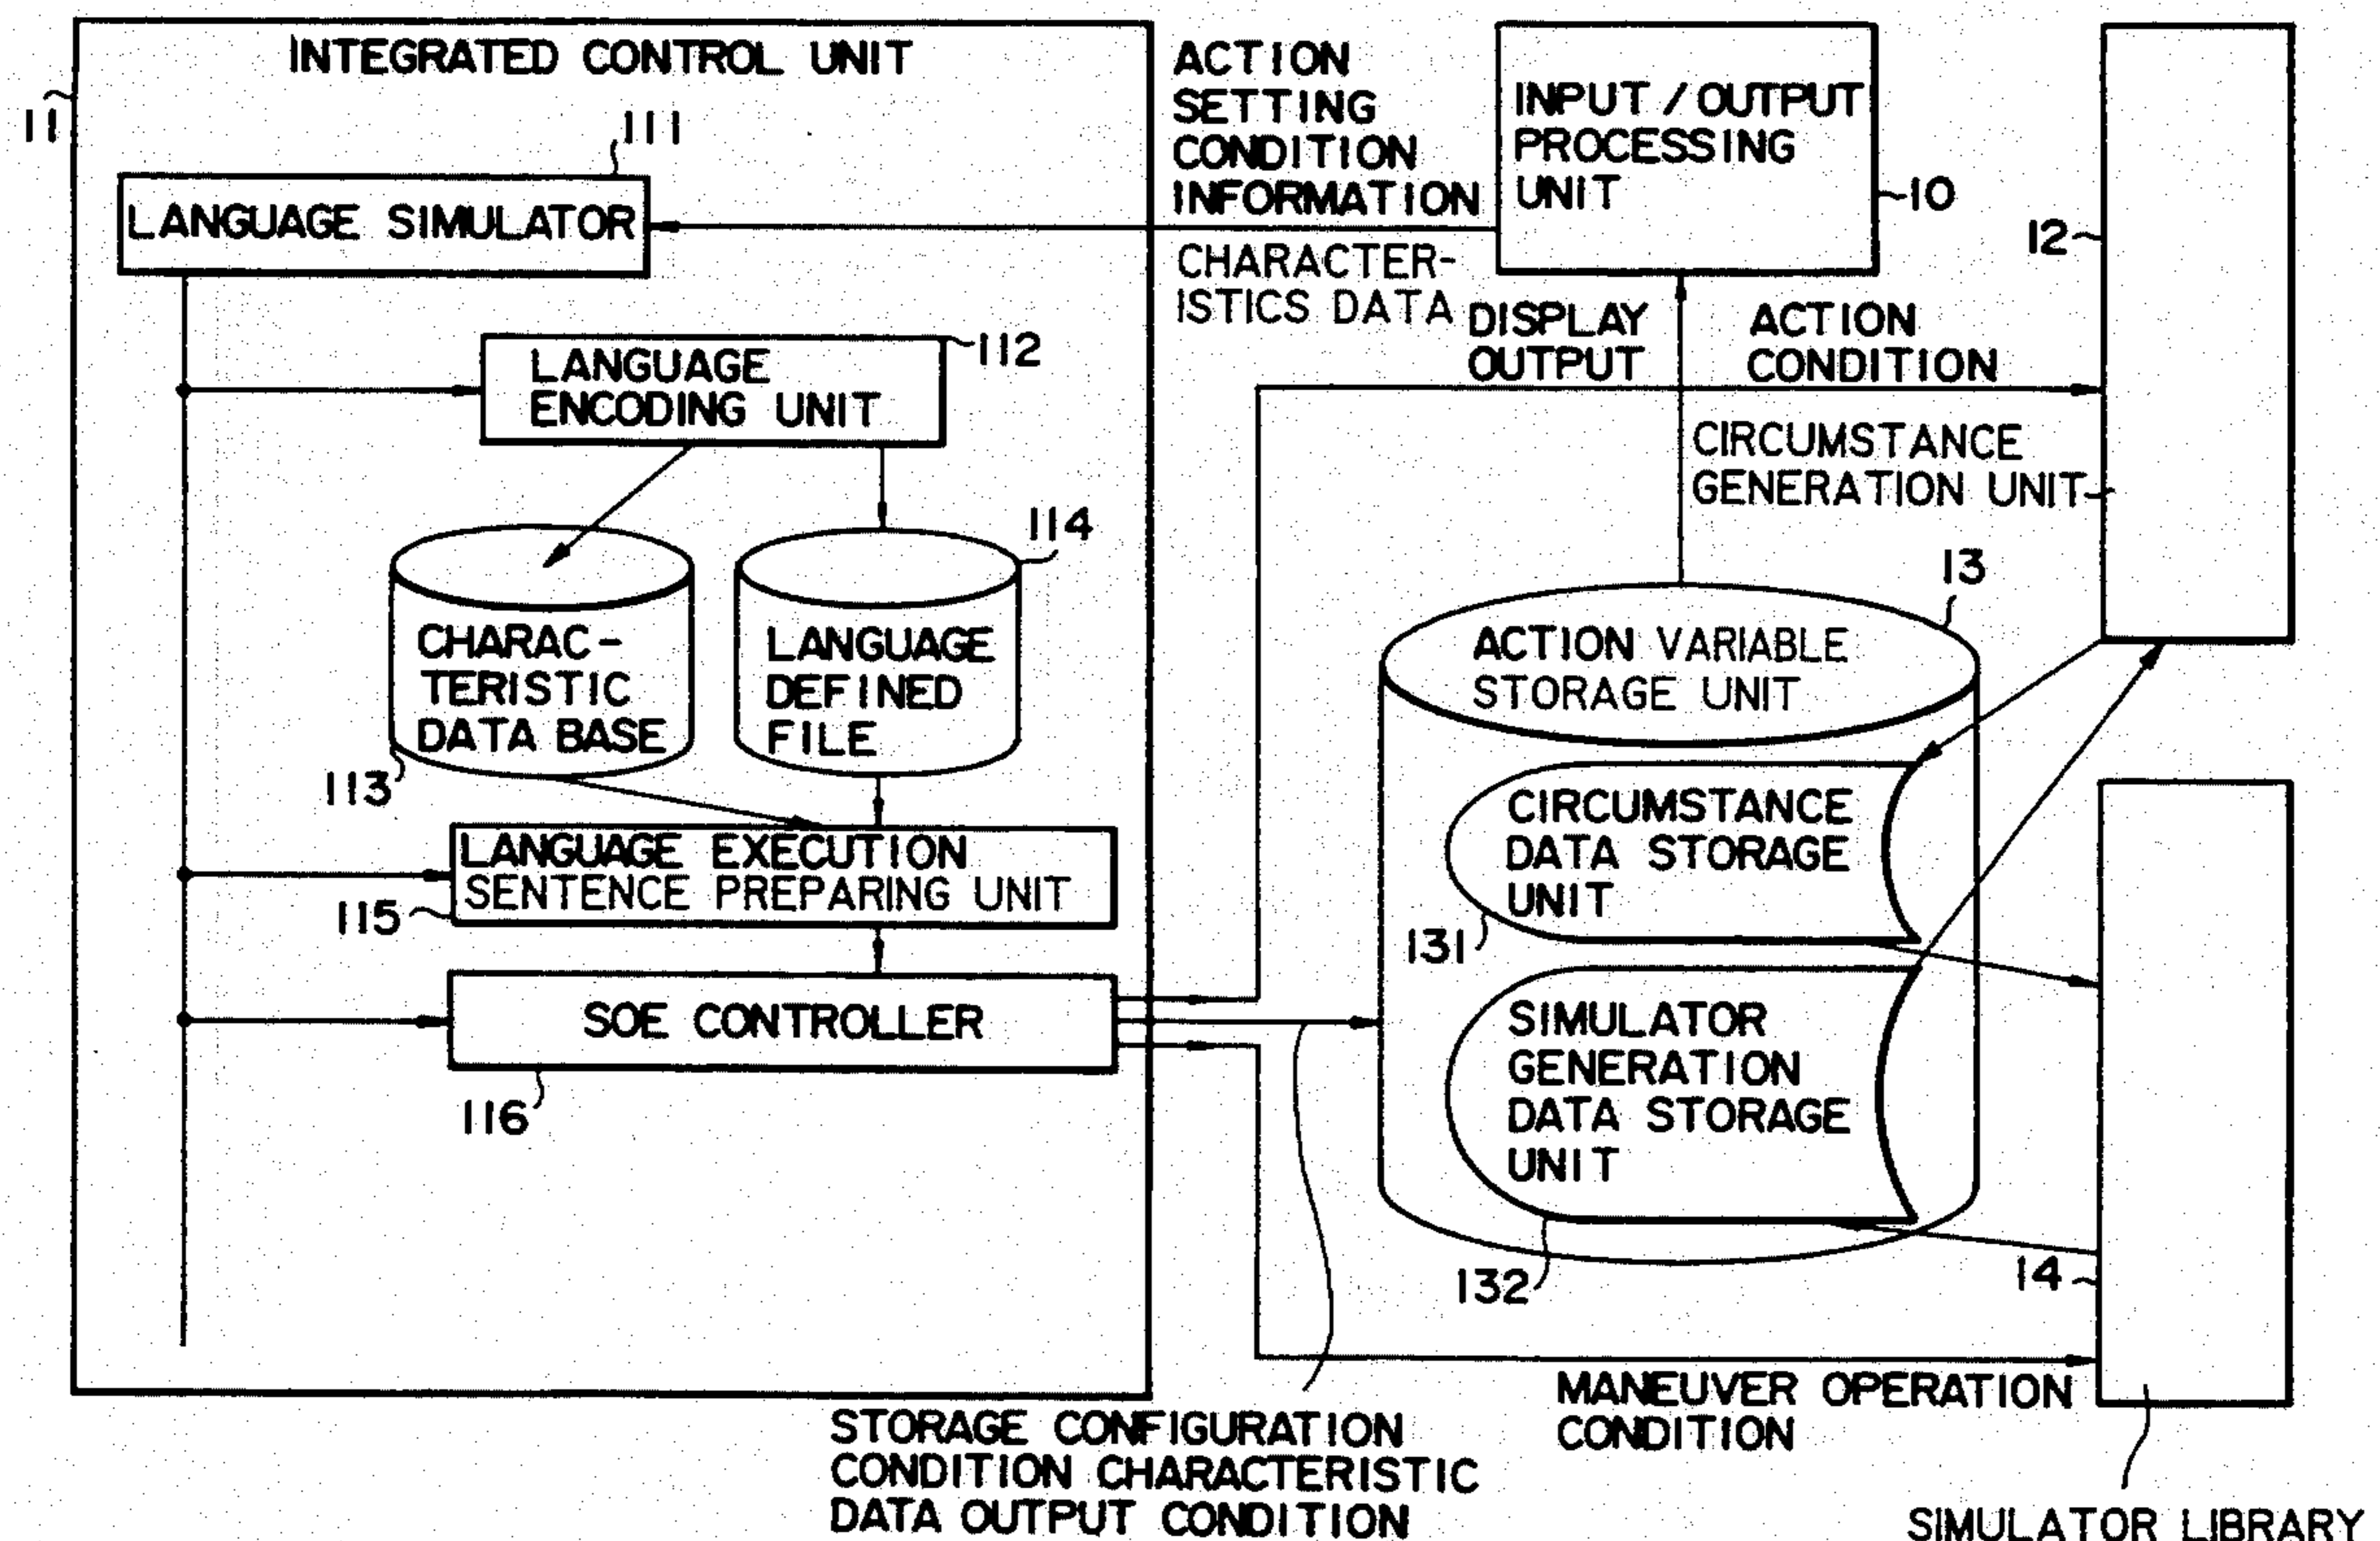 INTEGRATED CONTROL UNIT
11
111
LANGUAGE SIMULATOR
112
LANGUAGE
ENCODING UNIT
114
CHARAC-
TERISTIC
DATA BASE
113
LANGUAGE
DEFINED
FILE
LANGUAGE EXECUTION
SENTENCE PREPARING UNIT
115
SOE CONTROLLER
116
ACTION
SETTING
CONDITION
INFORMATION
CHARACTER-
ISTICS DATA
INPUT / OUTPUT
PROCESSING
UNIT
10
12
DISPLAY
OUTPUT
ACTION
CONDITION
CIRCUMSTANCE
GENERATION UNIT
13
ACTION VARIABLE
STORAGE UNIT
CIRCUMSTANCE
DATA STORAGE
UNIT
131
SIMULATOR
GENERATION
DATA STORAGE
UNIT
132
14
MANEUVER OPERATION
CONDITION
STORAGE CONFIGURATION
CONDITION CHARACTERISTIC
DATA OUTPUT CONDITION
SIMULATOR LIBRARY